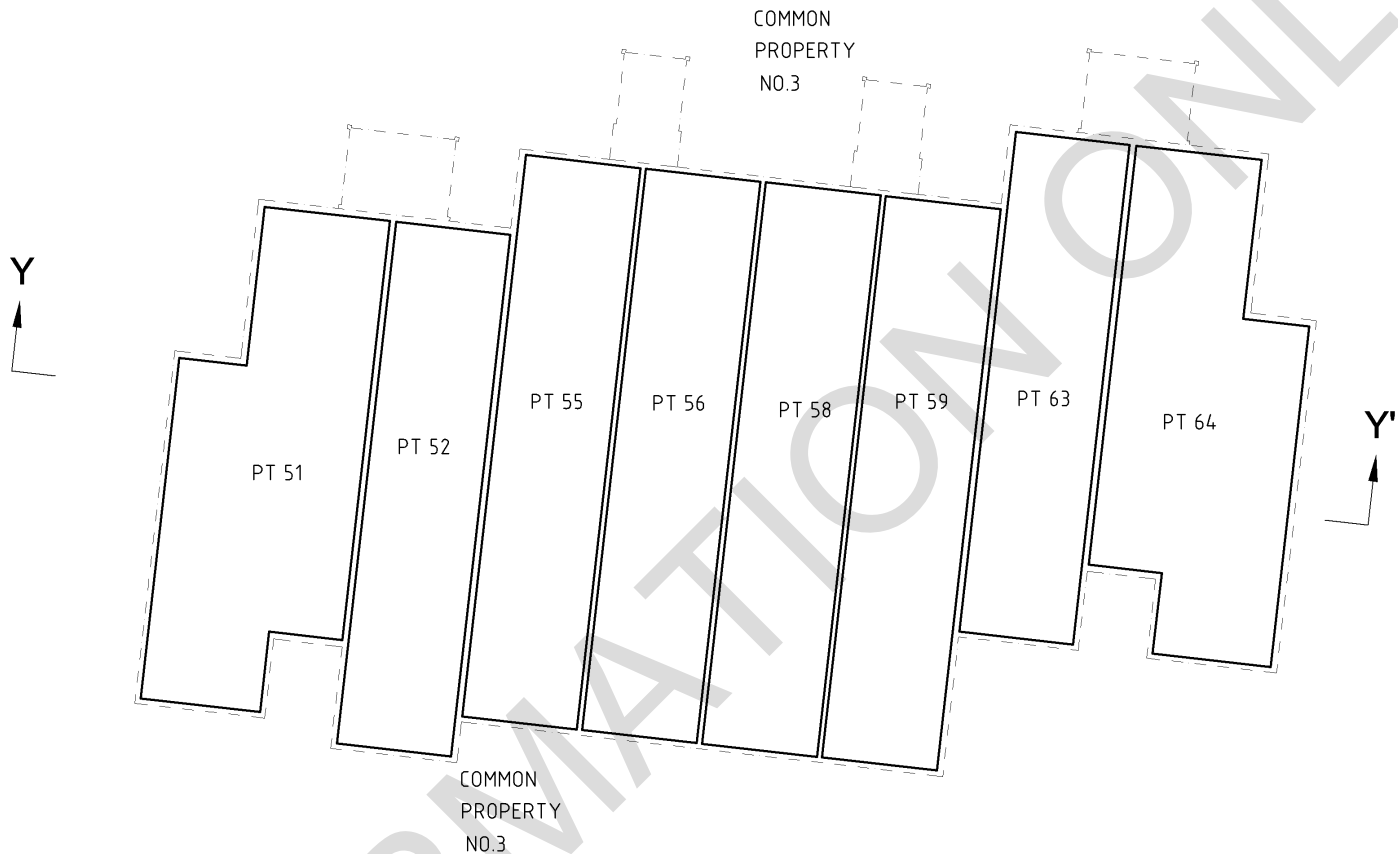 COMMON
PROPERTY
NO.3
Y
PT 55
PT 56
PT 58
PT 59
PT 63
PT 64
Y'
PT 52
PT 51
COMMON
PROPERTY
NO.3
RMATION ONL